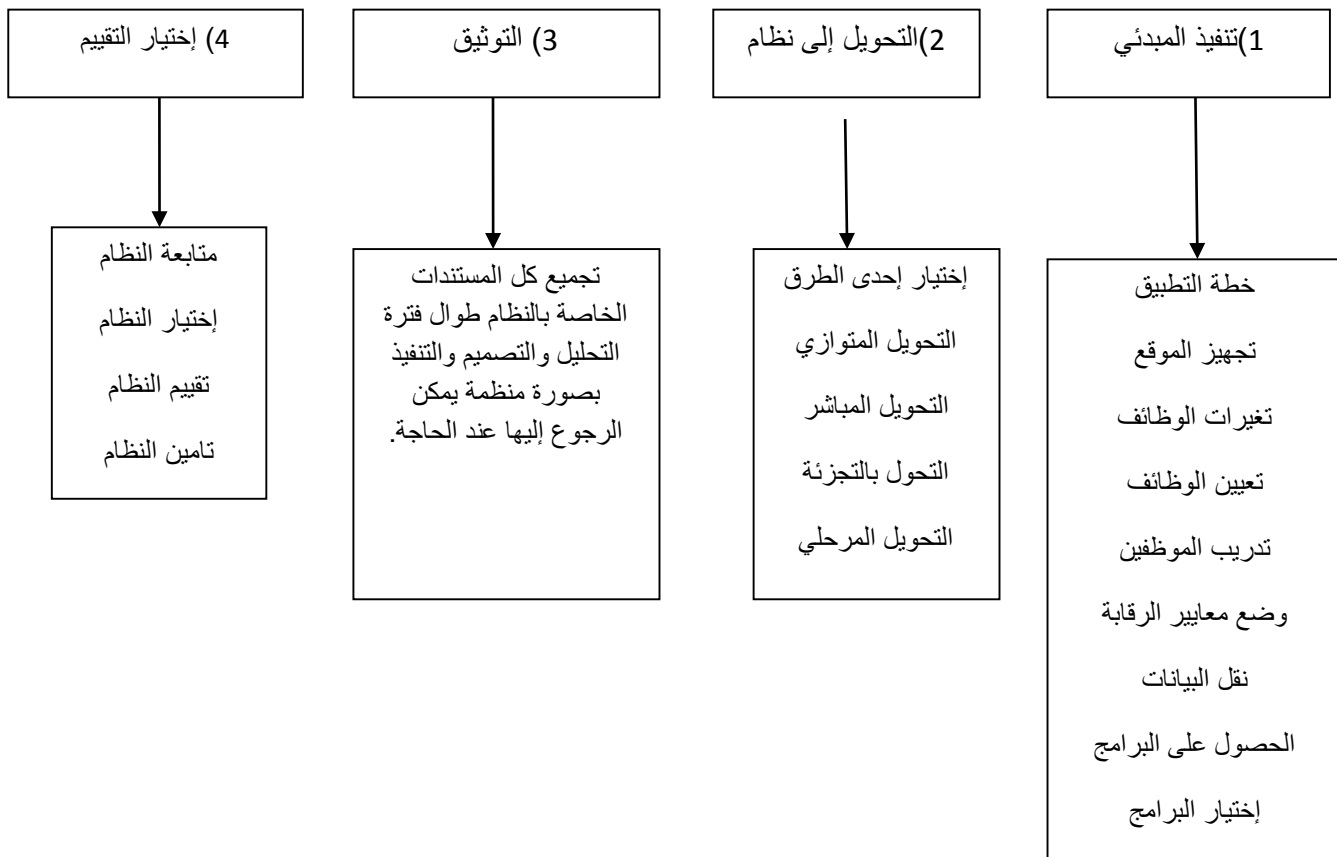 1)تنفيذ المبدئي
2)التحويل إلى نظام
3) التوثيق
4) إختيار التقييم
خطة التطبيق
تجهيز الموقع
تغيرات الوظائف
تعيين الوظائف
تدريب الموظفين
وضع معايير الرقابة
نقل البيانات
الحصول على البرامج
إختيار البرامج
إختيار إحدى الطرق
التحويل المتوازي
التحويل المباشر
التحول بالتجزئة
التحويل المرحلي
تجميع كل المستندات
الخاصة بالنظام طوال فترة
التحليل والتصميم والتنفيذ
بصورة منظمة يمكن
الرجوع إليها عند الحاجة.
متابعة النظام
إختيار النظام
تقييم النظام
تامين النظام